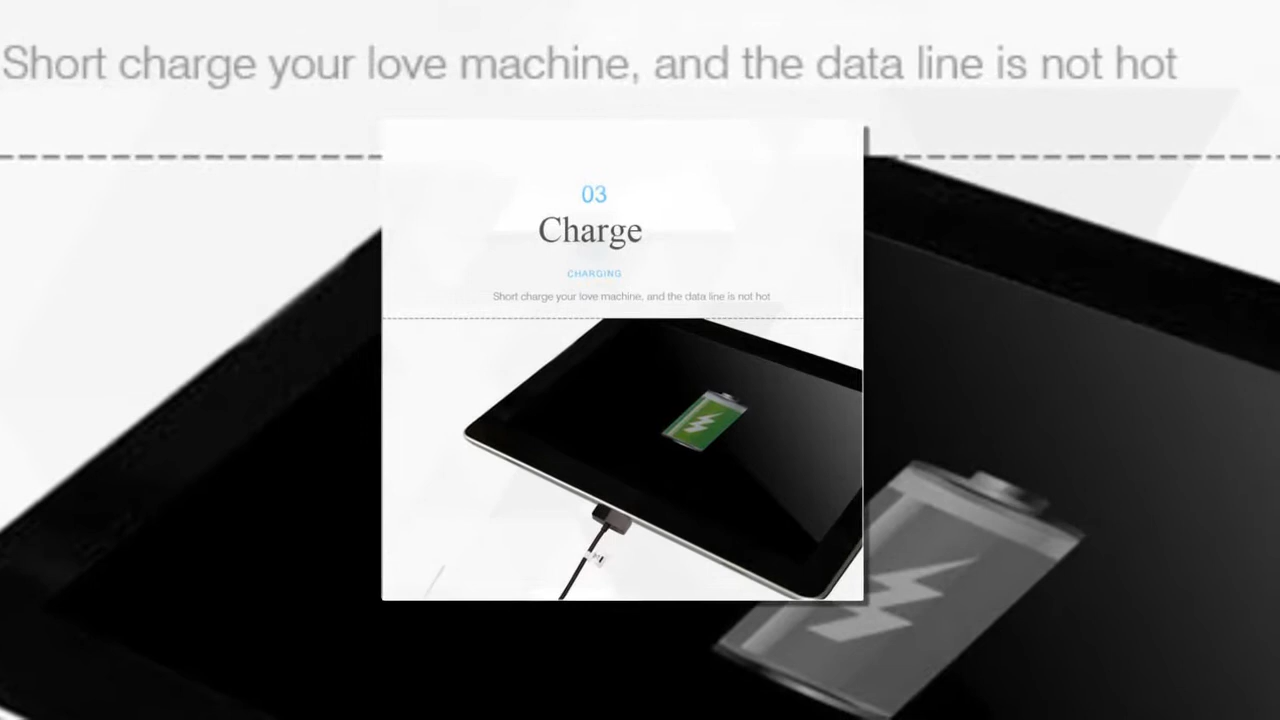 Short charge your love machine, and the data line is not hot
03
Charge
CHARGING
Short charge your love machine, and the data line is not hot